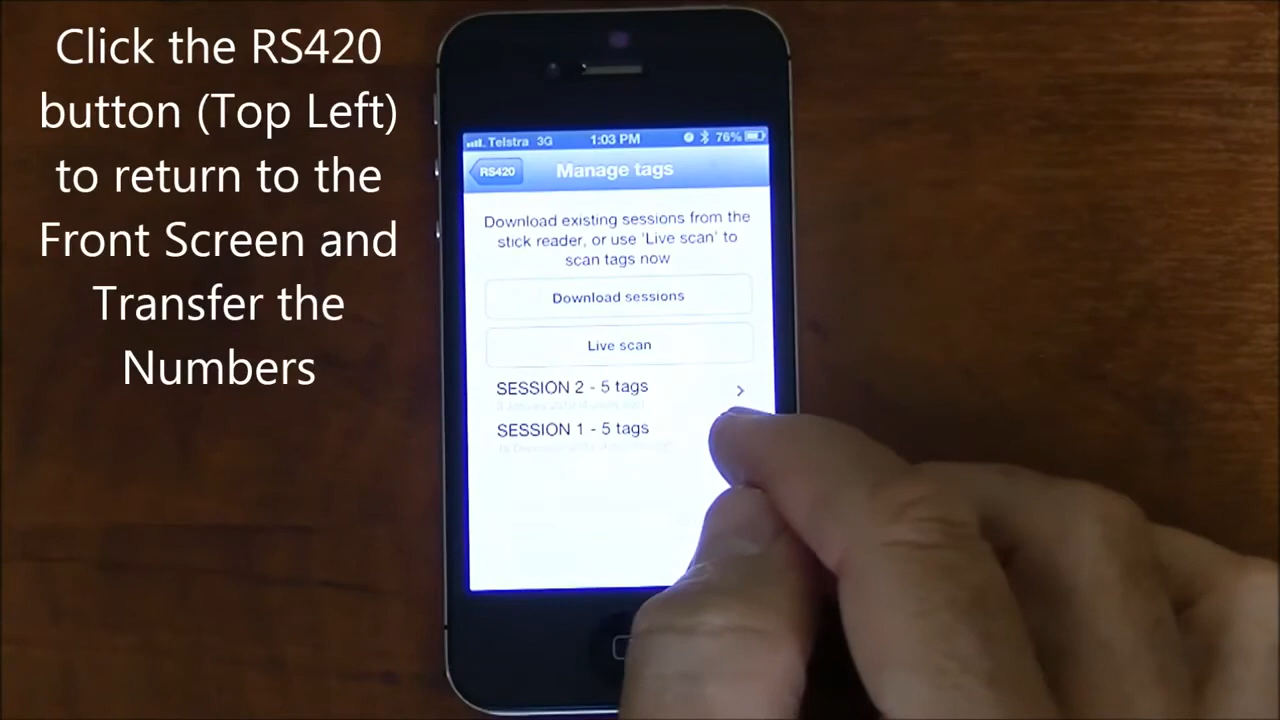 Click the RS420
button (Top Left)
to return to the
Front Screen and
Transfer the
Numbers
Telstra 3G 1:03 PM 76%
RS420 Manage tags
Download existing sessions from the
stick reader, or use 'Live scan' to
scan tags now
Download sessions
Live scan
SESSION 2 - 5 tags
SESSION 1 - 5 tags